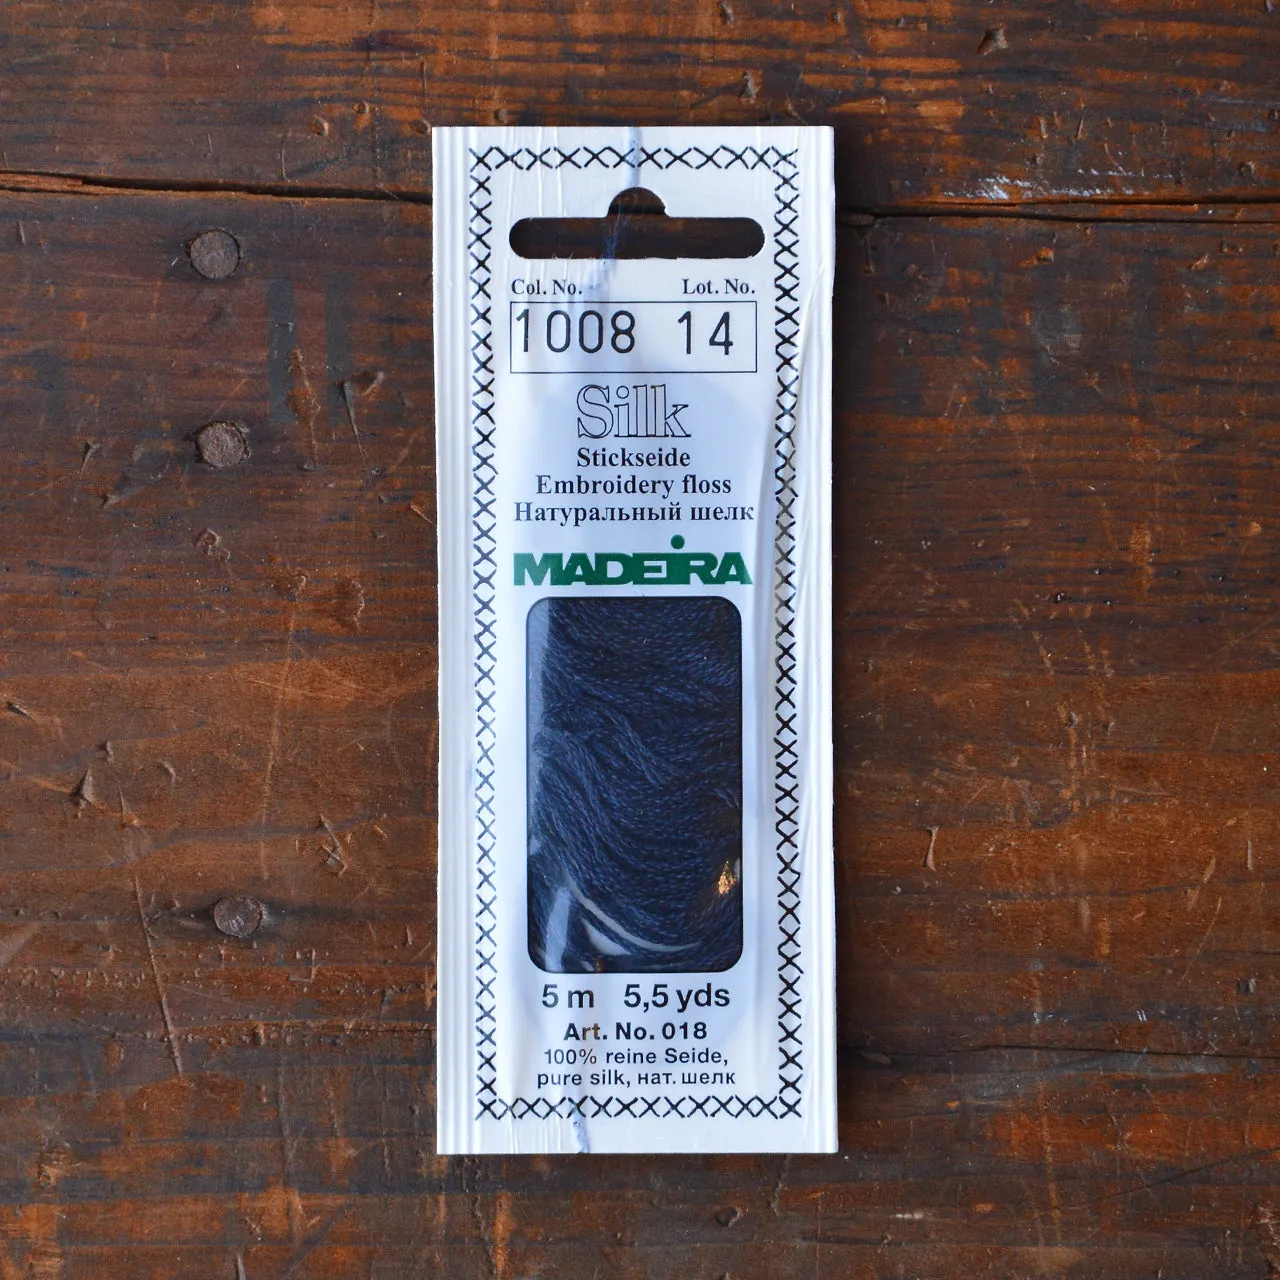 Col. No. Lot. No.
1008 14
Silk
Stickseide
Embroidery floss
Натуральный шелк
MADEIRA
5 m 5,5 yds
Art. No. 018
100% reine Seide,
pure silk, нат. шелк